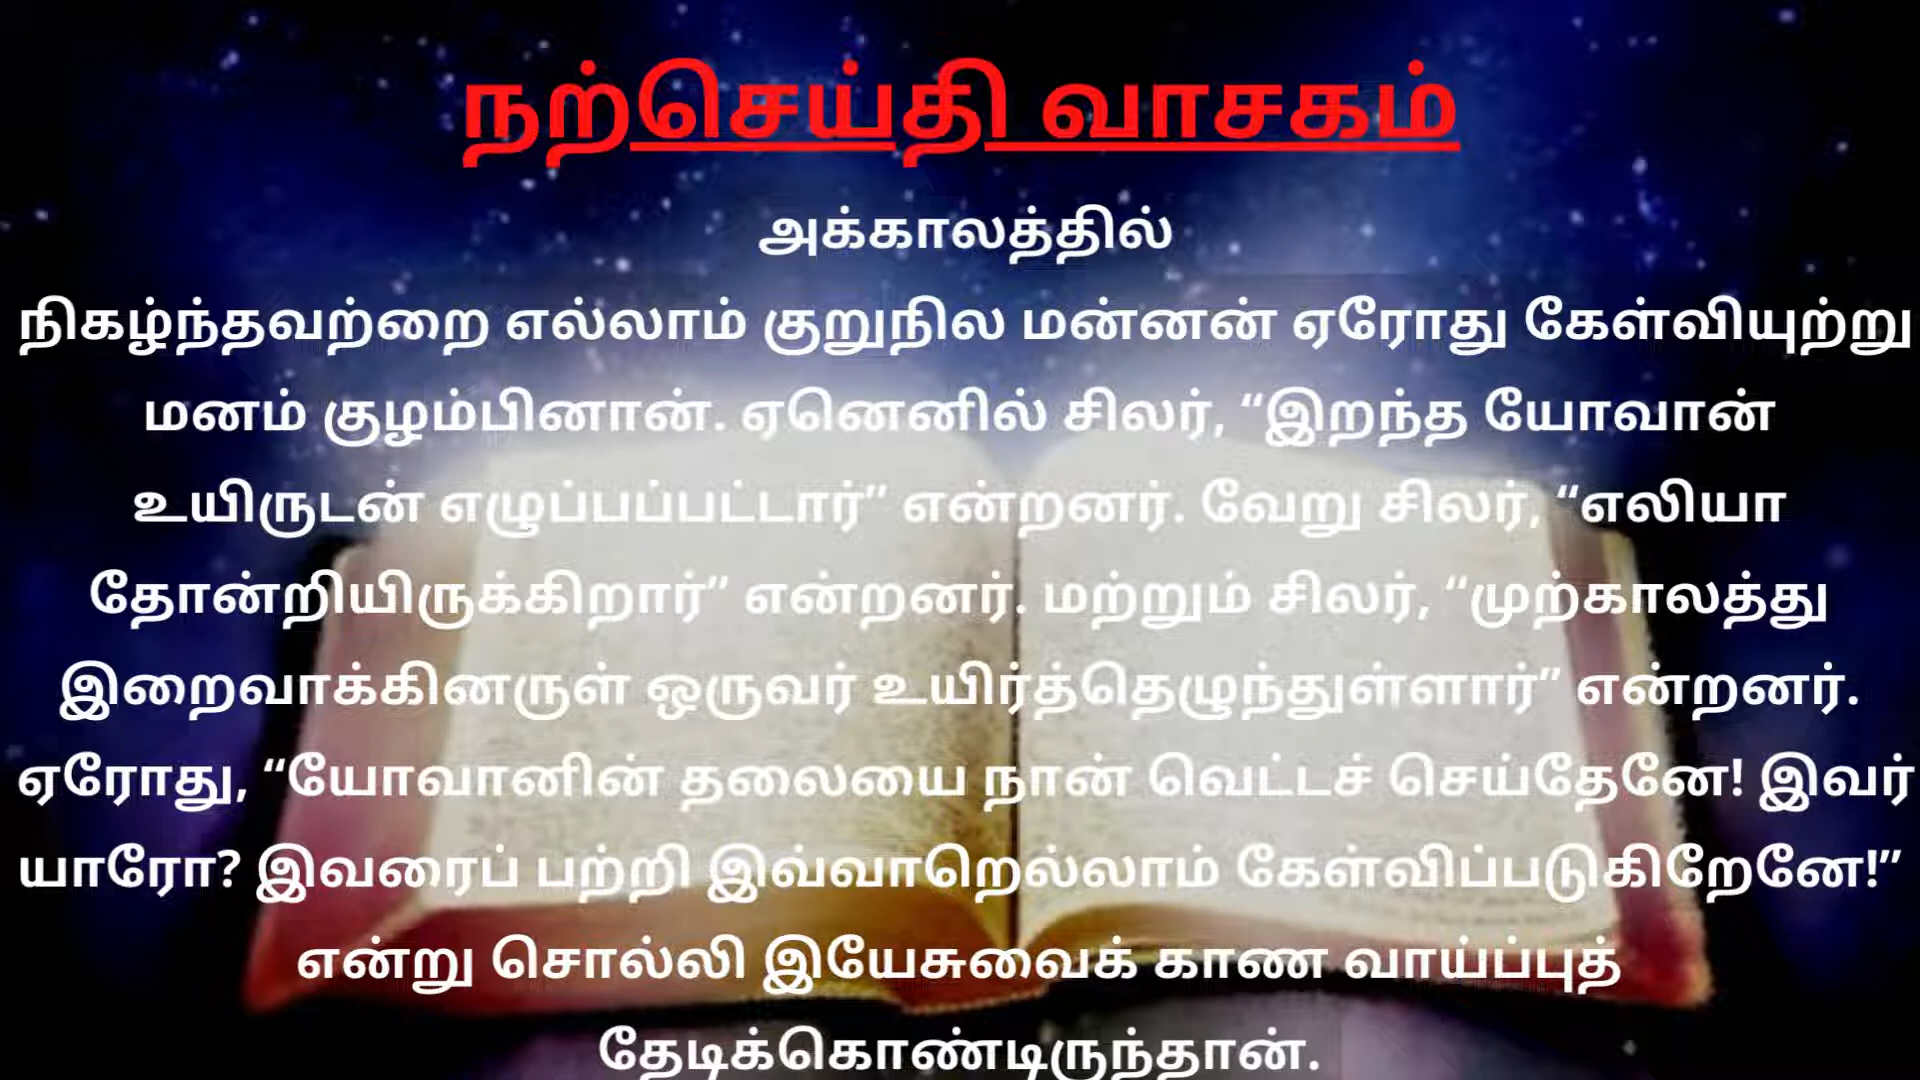 நற்செய்தி வாசகம்
அக்காலத்தில்
நிகழ்ந்தவற்றை எல்லாம் குறுநில மன்னன் ஏரோது கேள்வியுற்று
மனம் குழம்பினான். ஏனெனில் சிலர், “இறந்த யோவான்
உயிருடன் எழுப்பப்பட்டார்” என்றனர். வேறு சிலர், “எலியா
தோன்றியிருக்கிறார்” என்றனர். மற்றும் சிலர், “முற்காலத்து
இறைவாக்கினருள் ஒருவர் உயிர்த்தெழுந்துள்ளார்” என்றனர்.
ஏரோது, “யோவானின் தலையை நான் வெட்டச் செய்தேனே! இவர்
யாரோ? இவரைப் பற்றி இவ்வாறெல்லாம் கேள்விப்படுகிறேனே!”
என்று சொல்லி இயேசுவைக் காண வாய்ப்புத்
தேடிக்கொண்டிருந்தான்.